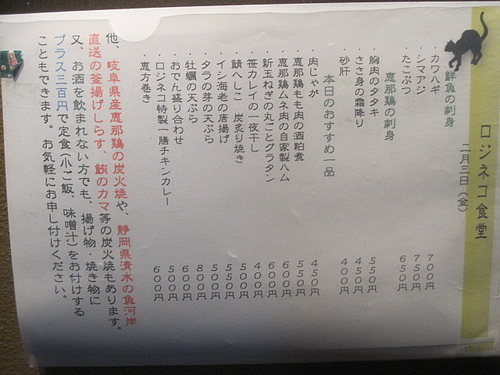 ロジネコ食堂
二月三日(金)
鮮魚の刺身
・カワハギ 700円
・シマアジ 750円
・たこぶつ 650円
恵那鶏の刺身
・胸肉のタタキ 550円
・ささ身の霜降り 450円
・砂肝 400円
本日のおすすめ一品
・肉じゃが 450円
・恵那鶏もも肉の酒粕煮 550円
・恵那鶏ムネ肉の自家製ハム 600円
・新玉ねぎの丸ごとグラタン 500円
・笹カレイの一夜干し 400円
・鯖へしこ 炭炙り焼き 500円
・イシ海老の唐揚げ 550円
・タラの芽の天ぷら 500円
・牡蠣の天ぷら 800円
・おでん盛り合わせ 600円
・ロジネコ特製一膳チキンカレー 500円
・恵方巻き 600円
他、岐阜県産恵那鶏の炭火焼や、静岡県清水の魚河岸
直送の釜揚げしらす、鮪のカマ等の炭火焼もあります。
又、お酒を飲まれない方でも、揚げ物・焼き物に
プラス三百円で定食(小ご飯、味噌汁)をお付けする
こともできます。お気軽にお申し付けください。